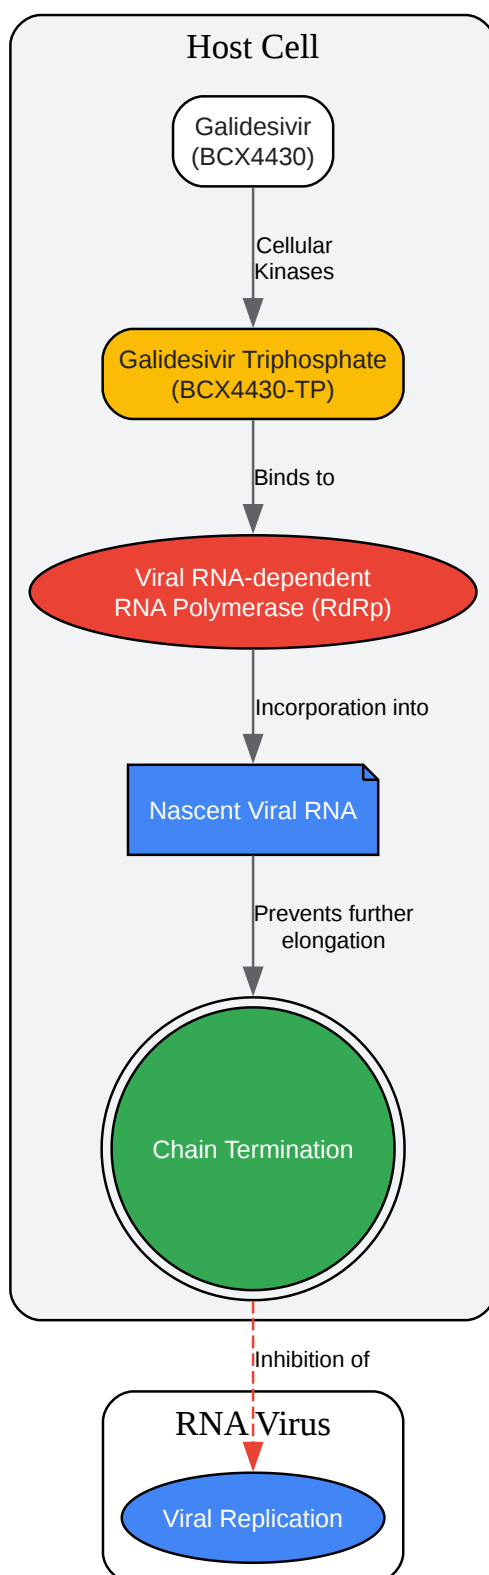 Host Cell
Galidesivir
(BCX4430)
Cellular
Kinases
Galidesivir Triphosphate
(BCX4430-TP)
Binds to
Viral RNA-dependent
RNA Polymerase (RdRp)
Incorporation into
Nascent Viral RNA
Prevents further
elongation
Chain Termination
Inhibition of
RNA Virus
Viral Replication